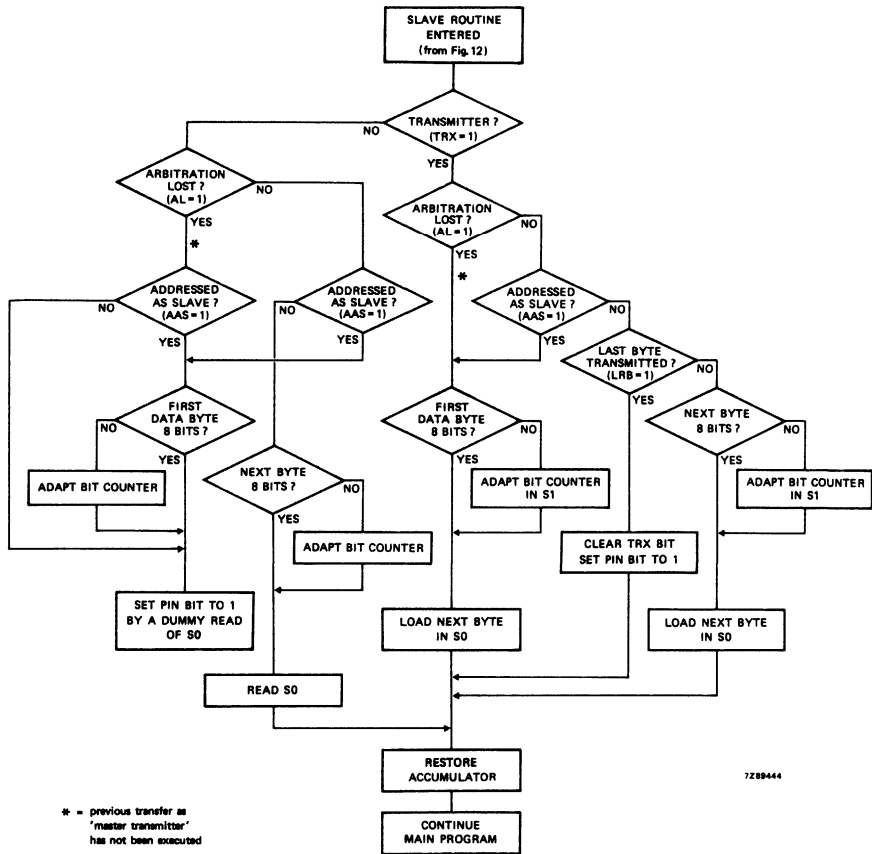 SLAVE ROUTINE
ENTERED
(from Fig. 12)
TRANSMITTER ?
(TRX = 1)
NO
YES
ARBITRATION
LOST ?
(AL = 1)
NO
YES
*
ARBITRATION
LOST ?
(AL = 1)
NO
YES
*
ADDRESSED
AS SLAVE ?
(AAS = 1)
NO
YES
ADDRESSED
AS SLAVE ?
(AAS = 1)
NO
YES
ADDRESSED
AS SLAVE ?
(AAS = 1)
NO
YES
LAST BYTE
TRANSMITTED ?
(LRB = 1)
NO
YES
FIRST
DATA BYTE
8 BITS ?
NO
YES
FIRST
DATA BYTE
8 BITS ?
NO
YES
NEXT BYTE
8 BITS ?
NO
YES
ADAPT BIT COUNTER
NEXT BYTE
8 BITS ?
NO
YES
ADAPT BIT COUNTER
IN S1
ADAPT BIT COUNTER
IN S1
ADAPT BIT COUNTER
CLEAR TRX BIT
SET PIN BIT TO 1
SET PIN BIT TO 1
BY A DUMMY READ
OF S0
LOAD NEXT BYTE
IN S0
LOAD NEXT BYTE
IN S0
READ S0
RESTORE
ACCUMULATOR
7Z89444
CONTINUE
MAIN PROGRAM
* = previous transfer as
'master transmitter'
has not been executed